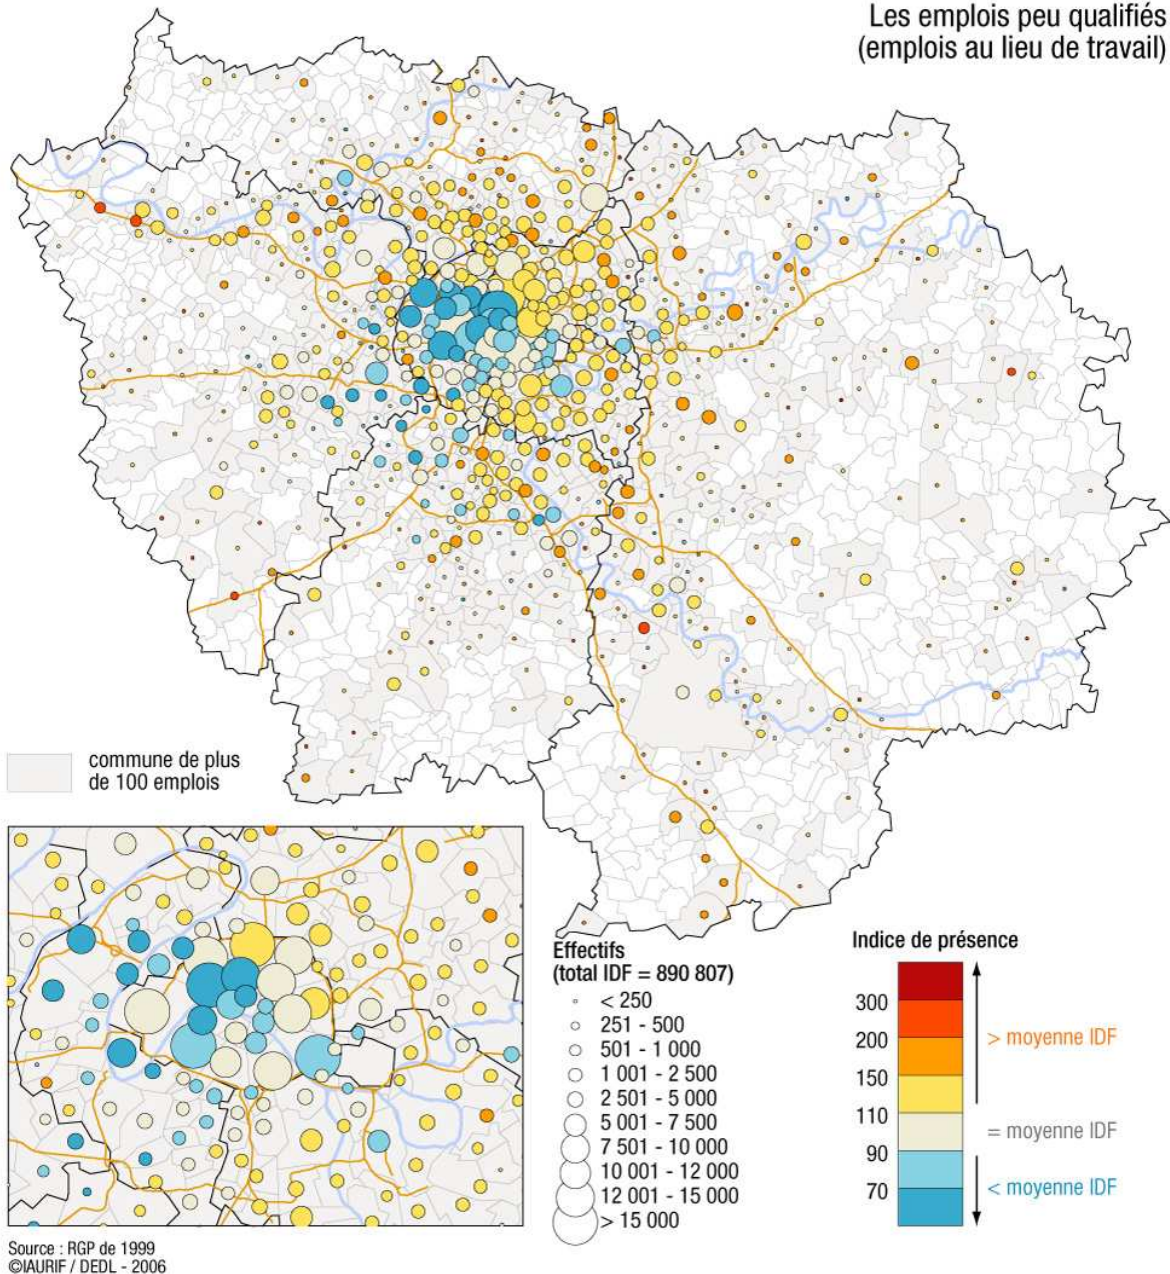 Les emplois peu qualifiés
(emplois au lieu de travail)
commune de plus
de 100 emplois
Effectifs
(total IDF = 890 807)
< 250
251 - 500
501 - 1 000
1 001 - 2 500
2 501 - 5 000
5 001 - 7 500
7 501 - 10 000
10 001 - 12 000
12 001 - 15 000
> 15 000
Indice de présence
300
200
150
110
90
70
> moyenne IDF
= moyenne IDF
< moyenne IDF
Source : RGP de 1999
©IAURIF / DEDL - 2006